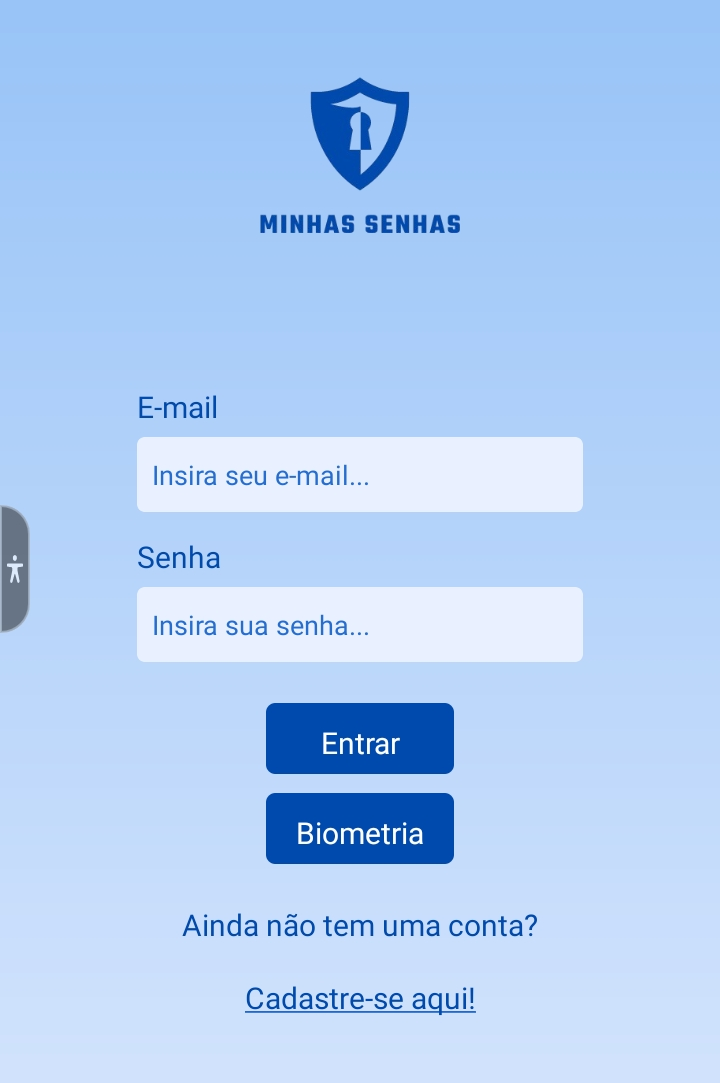 MINHAS SENHAS
E-mail
Insira seu e-mail...
Senha
Insira sua senha...
Entrar
Biometria
Ainda não tem uma conta?
Cadastre-se aqui!